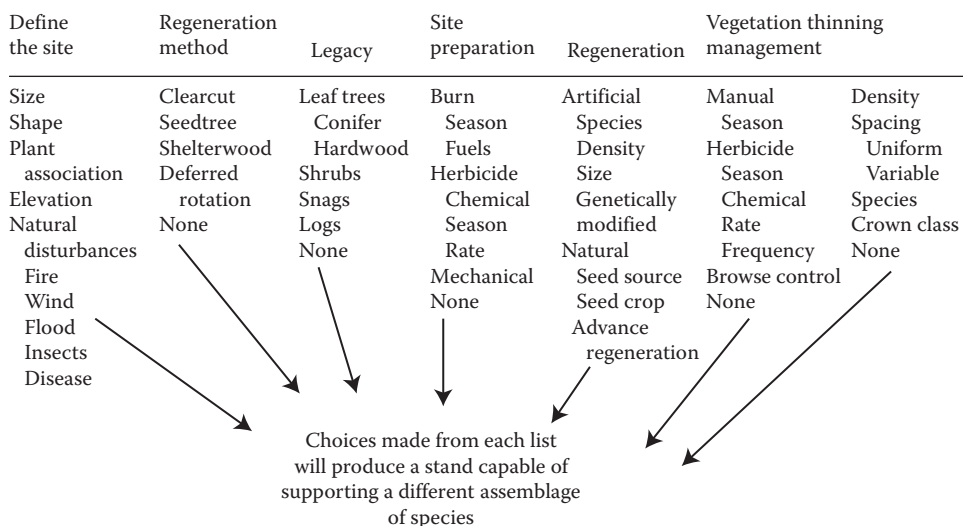 Define
the site
Regeneration
method
Legacy
Site
preparation
Regeneration
Vegetation thinning
management
Size
Shape
Plant
association
Elevation
Natural
disturbances
Fire
Wind
Flood
Insects
Disease
Clearcut
Seedtree
Shelterwood
Deferred
rotation
None
Leaf trees
Conifer
Hardwood
Shrubs
Snags
Logs
None
Burn
Season
Fuels
Herbicide
Chemical
Season
Rate
Mechanical
None
Artificial
Species
Density
Size
Genetically
modified
Natural
Seed source
Seed crop
Advance
regeneration
Manual
Season
Herbicide
Season
Chemical
Rate
Frequency
Browse control
None
Density
Spacing
Uniform
Variable
Species
Crown class
None
Choices made from each list
will produce a stand capable of
supporting a different assemblage
of species